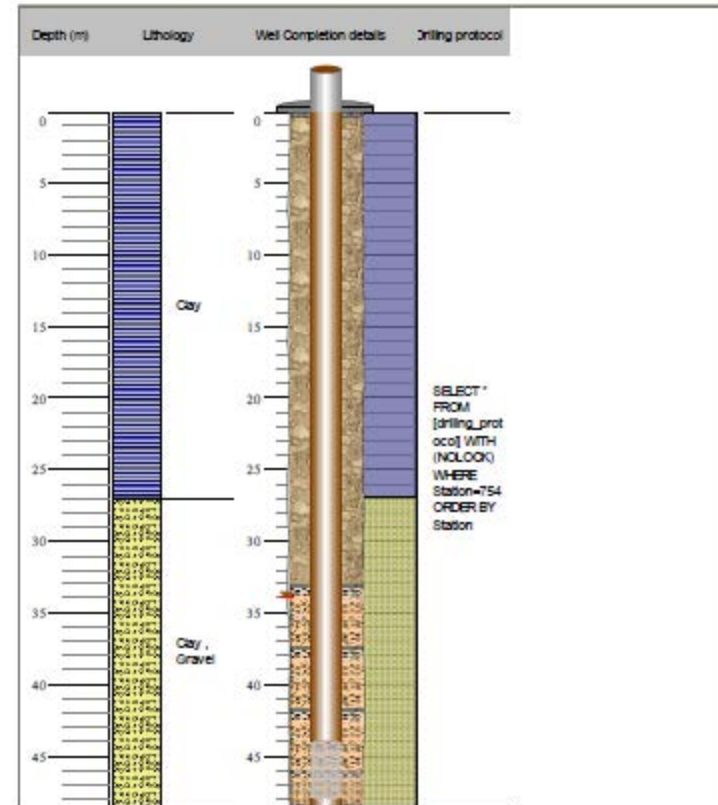 Depth (m) Lithology Well Completion details Drilling protocol
0 0
5 5
10 10
Clay
15 15
20 20
SELECT *
FROM
[drilling_prot
ocol] WITH
(NOLOCK)
WHERE
Station=754
ORDER BY
Station
25 25
30 30
35 35
Clay ,
Gravel
40 40
45 45